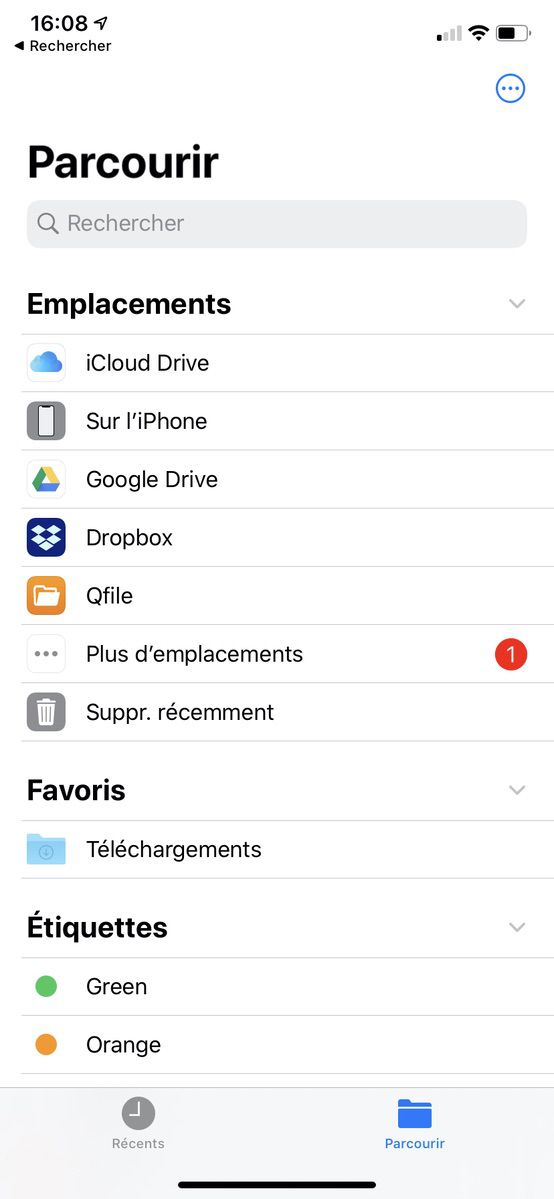 16:08
◀ Rechercher
Parcourir
Rechercher
Emplacements
iCloud Drive
Sur l’iPhone
Google Drive
Dropbox
Qfile
Plus d’emplacements 1
Suppr. récemment
Favoris
Téléchargements
Étiquettes
Green
Orange
Récents Parcourir